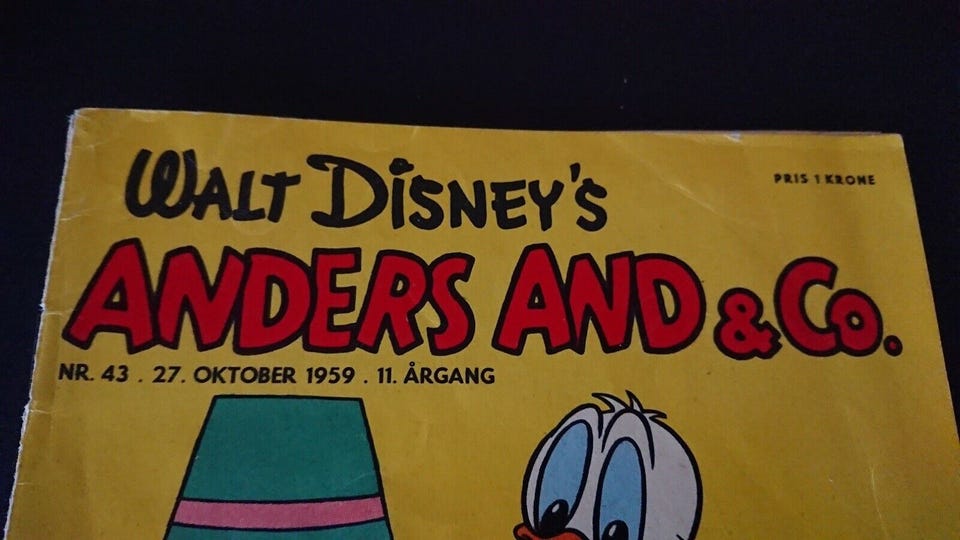 WALT DISNEY'S
PRIS 1 KRONE
ANDERS AND & CO.
NR. 43 . 27. OKTOBER 1959 . 11. ÅRGANG